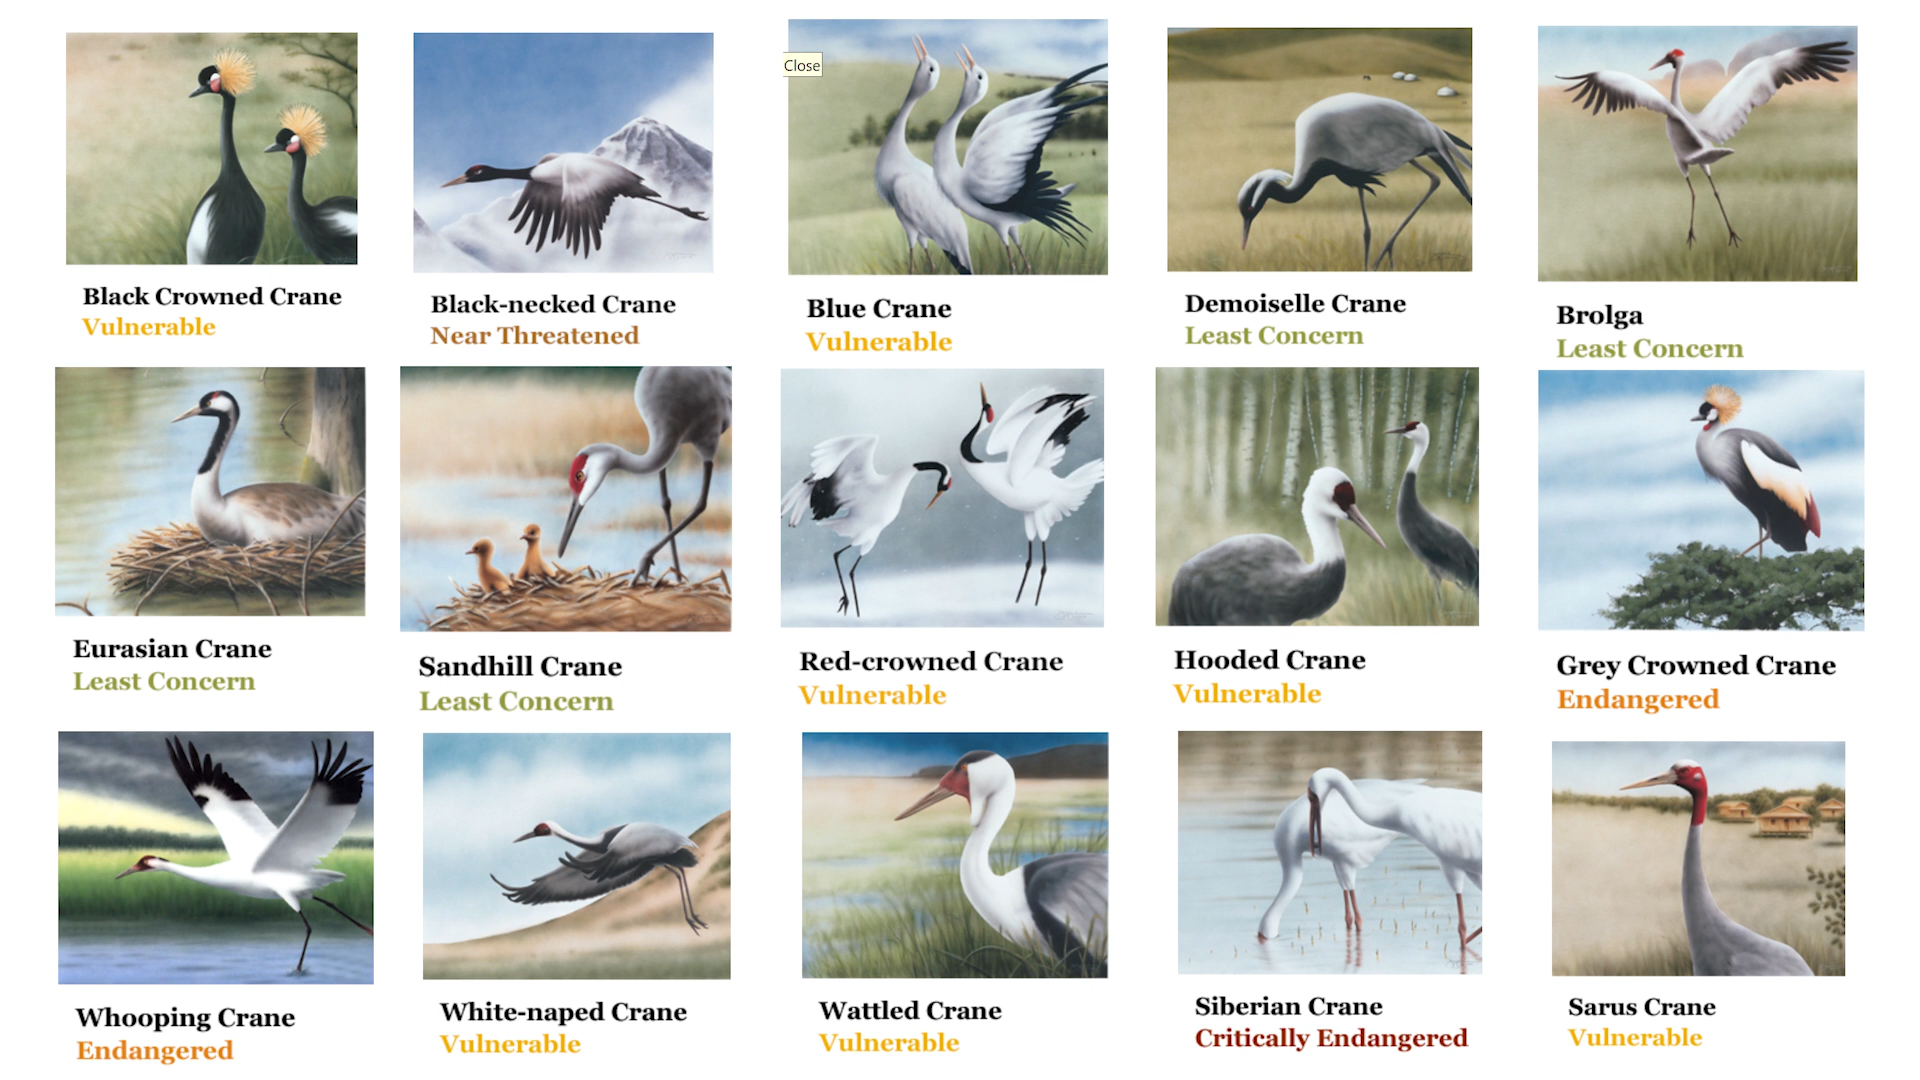 Close
Black Crowned Crane
Vulnerable
Black-necked Crane
Near Threatened
Blue Crane
Vulnerable
Demoiselle Crane
Least Concern
Brolga
Least Concern
Eurasian Crane
Least Concern
Sandhill Crane
Least Concern
Red-crowned Crane
Vulnerable
Hooded Crane
Vulnerable
Grey Crowned Crane
Endangered
Whooping Crane
Endangered
White-naped Crane
Vulnerable
Wattled Crane
Vulnerable
Siberian Crane
Critically Endangered
Sarus Crane
Vulnerable